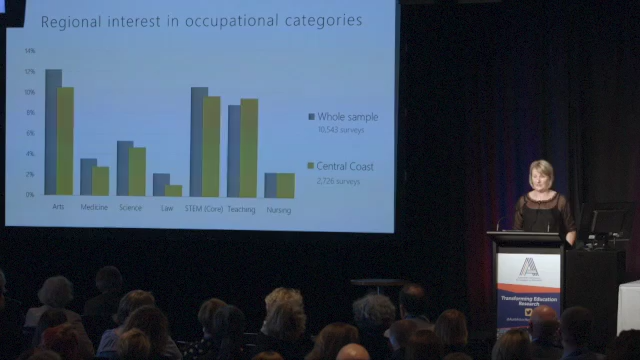 Regional interest in occupational categories
14%
12%
10%
8%
6%
4%
2%
0%
Arts Medicine Science Law STEM (Core) Teaching Nursing
Whole sample
10,543 surveys
Central Coast
2,726 surveys
Transforming Education
Research